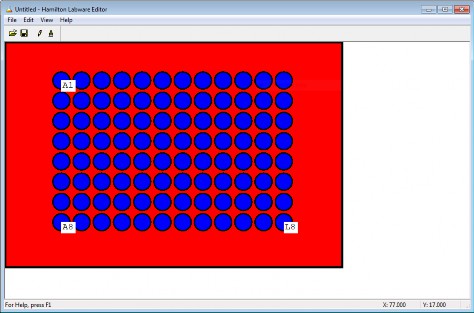 Untitled - Hamilton Labware Editor
File Edit View Help
A1
A8 L8
For Help, press F1 X: 77.000 Y: 17.000